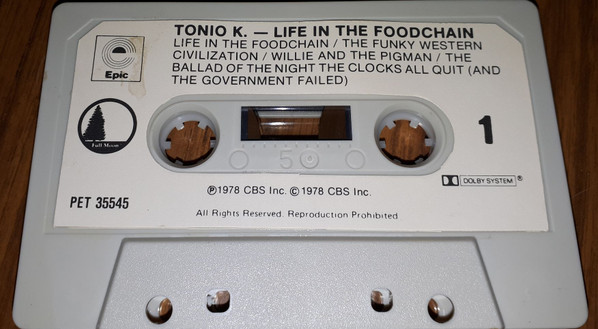 TONIO K. — LIFE IN THE FOODCHAIN
LIFE IN THE FOODCHAIN / THE FUNKY WESTERN
CIVILIZATION / WILLIE AND THE PIGMAN / THE
BALLAD OF THE NIGHT THE CLOCKS ALL QUIT (AND
THE GOVERNMENT FAILED)
Epic
Full Moon
50
1
DOLBY SYSTEM®
℗1978 CBS Inc. ©1978 CBS Inc.
PET 35545
All Rights Reserved. Reproduction Prohibited